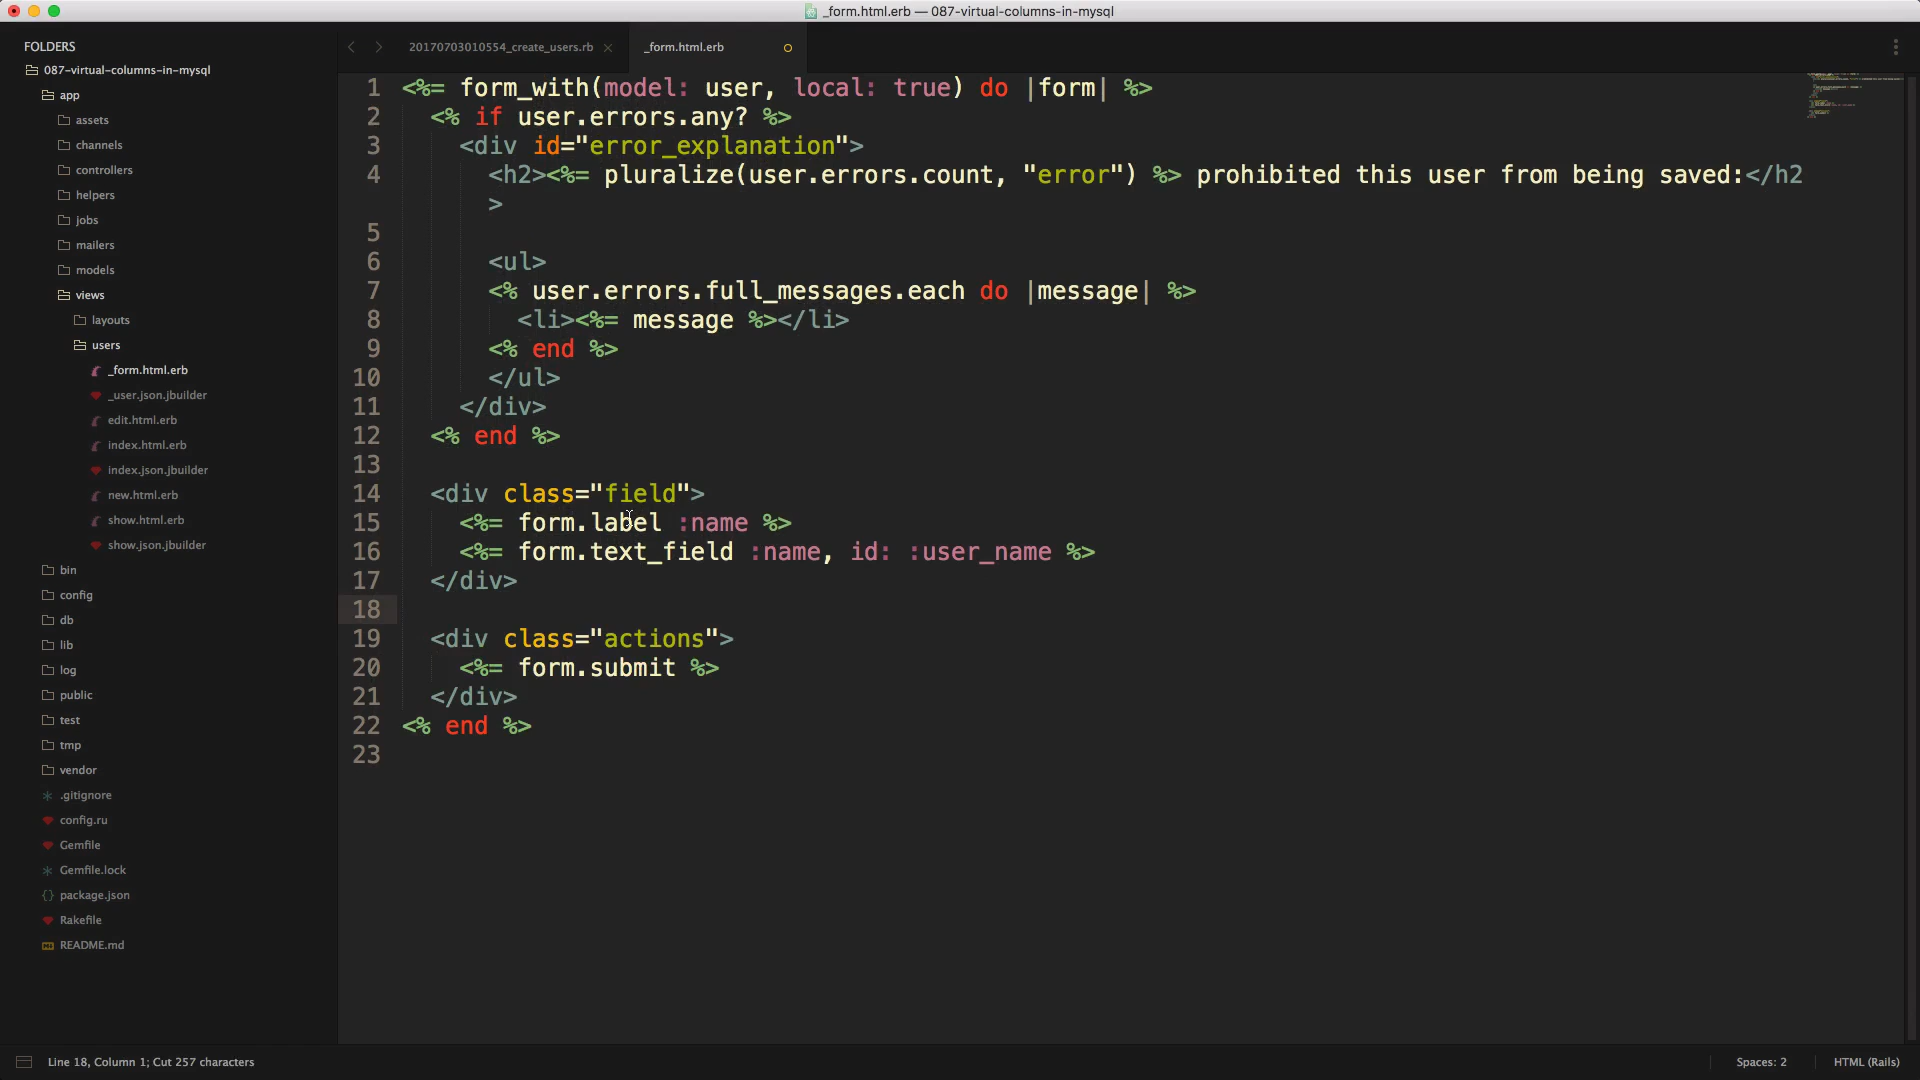 _form.html.erb — 087-virtual-columns-in-mysql
FOLDERS
087-virtual-columns-in-mysql
app
assets
channels
controllers
helpers
jobs
mailers
models
views
layouts
users
_form.html.erb
_user.json.jbuilder
edit.html.erb
index.html.erb
index.json.jbuilder
new.html.erb
show.html.erb
show.json.jbuilder
bin
config
db
lib
log
public
test
tmp
vendor
.gitignore
config.ru
Gemfile
Gemfile.lock
package.json
Rakefile
README.md
20170703010554_create_users.rb
_form.html.erb
1 <%= form_with(model: user, local: true) do |form| %>
2 <% if user.errors.any? %>
3 <div id="error_explanation">
4 <h2><%= pluralize(user.errors.count, "error") %> prohibited this user from being saved:</h2
>
5
6 <ul>
7 <% user.errors.full_messages.each do |message| %>
8 <li><%= message %></li>
9 <% end %>
10 </ul>
11 </div>
12 <% end %>
13
14 <div class="field">
15 <%= form.label :name %>
16 <%= form.text_field :name, id: :user_name %>
17 </div>
18
19 <div class="actions">
20 <%= form.submit %>
21 </div>
22 <% end %>
23
Line 18, Column 1; Cut 257 characters
Spaces: 2
HTML (Rails)